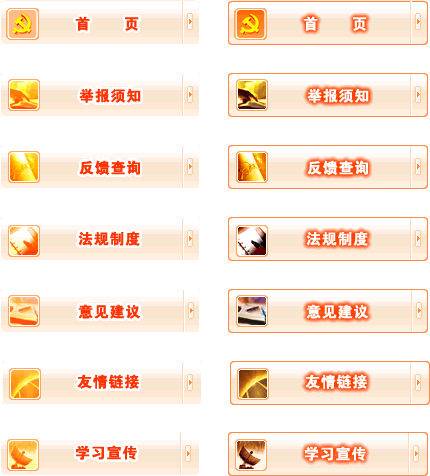 首 页 首 页
举报须知 举报须知
反馈查询 反馈查询
法规制度 法规制度
意见建议 意见建议
友情链接 友情链接
学习宣传 学习宣传